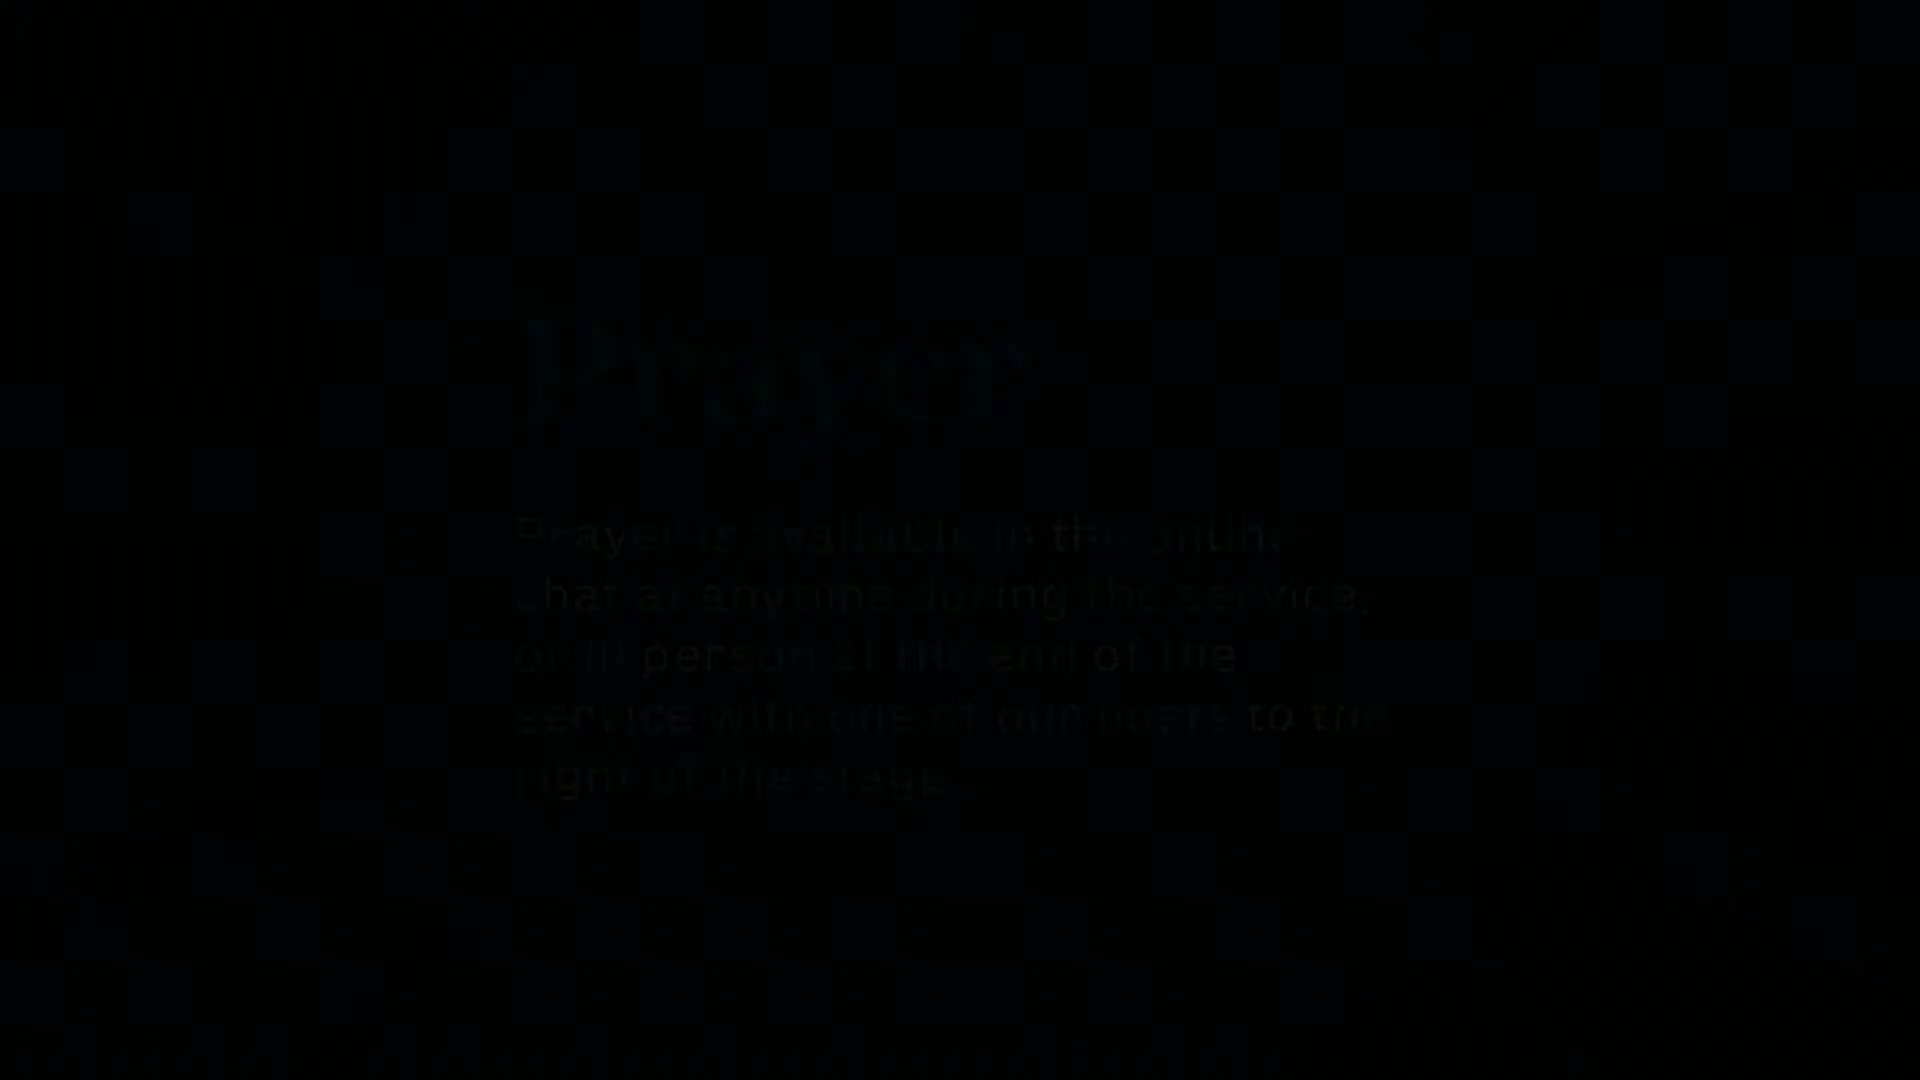 Prayer
Prayer is available in the online
chat at anytime during the service,
or in person at the end of the
service with one of our hosts to the
right of the stage